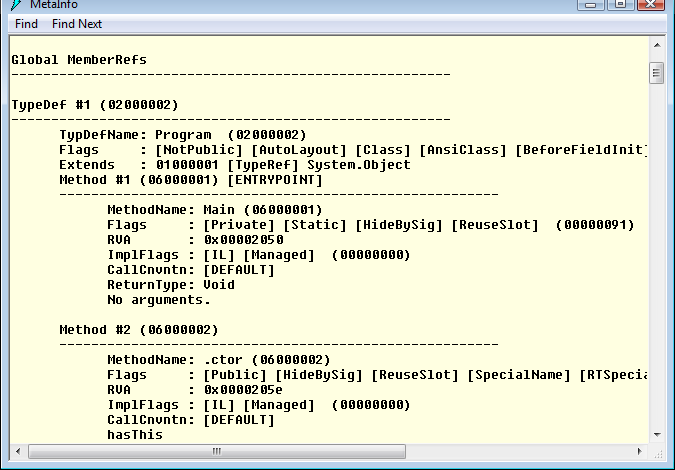 MetaInfo
Find Find Next
Global MemberRefs
-------------------------------------------------------
TypeDef #1 (02000002)
-------------------------------------------------------
TypDefName: Program (02000002)
Flags : [NotPublic] [AutoLayout] [Class] [AnsiClass] [BeforeFieldInit]
Extends : 01000001 [TypeRef] System.Object
Method #1 (06000001) [ENTRYPOINT]
-------------------------------------------------------
MethodName: Main (06000001)
Flags : [Private] [Static] [HideBySig] [ReuseSlot] (00000091)
RVA : 0x00002050
ImplFlags : [IL] [Managed] (00000000)
CallCnvntn: [DEFAULT]
ReturnType: Void
No arguments.
Method #2 (06000002)
-------------------------------------------------------
MethodName: .ctor (06000002)
Flags : [Public] [HideBySig] [ReuseSlot] [SpecialName] [RTSpecia
RVA : 0x0000205e
ImplFlags : [IL] [Managed] (00000000)
CallCnvntn: [DEFAULT]
hasThis